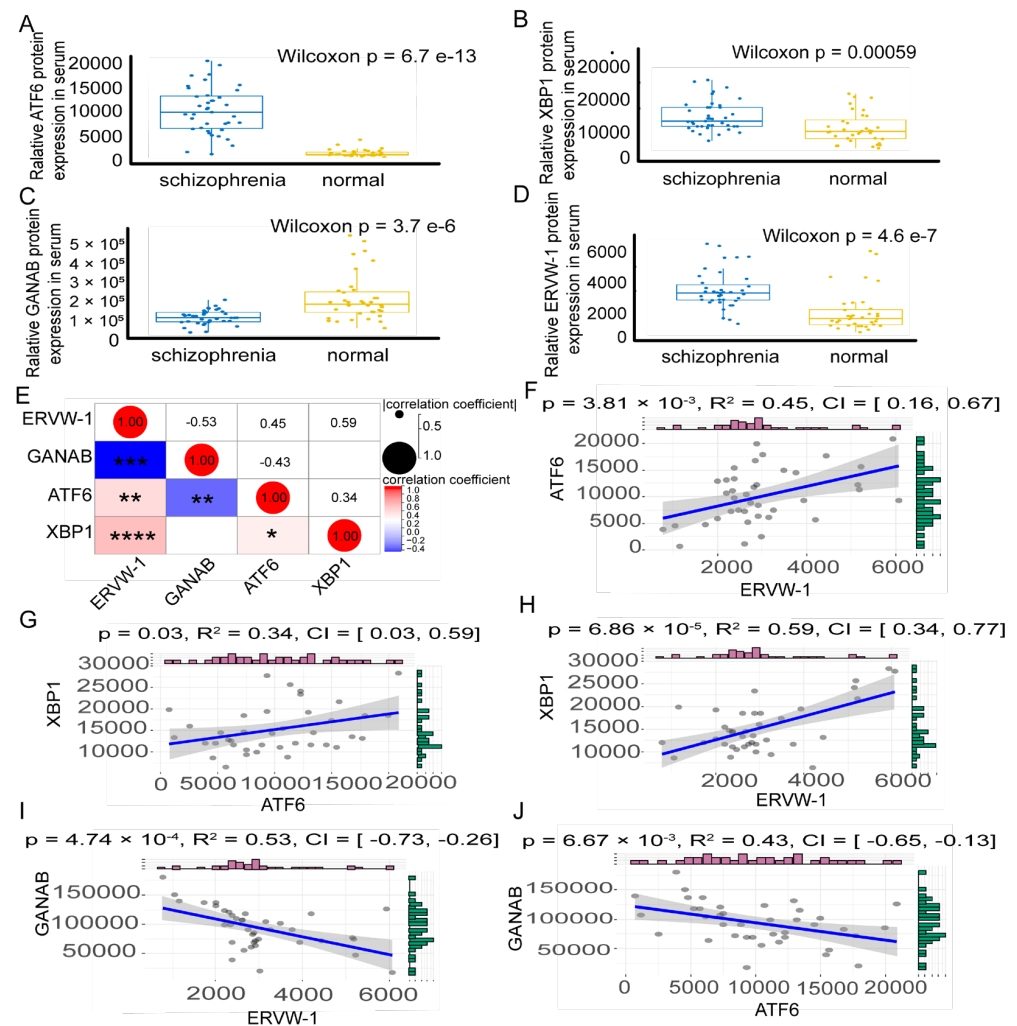 A
Wilcoxon p = 6.7 e-13
Ralative ATF6 protein
expression in serum
20000
15000
10000
5000
0
schizophrenia normal
B
Wilcoxon p = 0.00059
Ralative XBP1 protein
expression in serum
20000
20000
10000
0
schizophrenia normal
C
Wilcoxon p = 3.7 e-6
Ralative GANAB protein
expression in serum
5 × 10⁵
4 × 10⁵
3 × 10⁵
2 × 10⁵
1 × 10⁵
0
schizophrenia normal
D
Wilcoxon p = 4.6 e-7
Ralative ERVW-1 protein
expression in serum
6000
4000
2000
0
schizophrenia normal
E
ERVW-1 1.00 -0.53 0.45 0.59
GANAB *** 1.00 -0.43
ATF6 ** ** 1.00 0.34
XBP1 **** * 1.00
ERVW-1 GANAB ATF6 XBP1
|correlation coefficient|
0.5
1.0
correlation coefficient
1.0
0.8
0.6
0.4
0.2
0.0
-0.2
-0.4
F
p = 3.81 × 10⁻³, R² = 0.45, CI = [ 0.16, 0.67]
ATF6
20000
15000
10000
5000
0
2000 4000 6000
ERVW-1
G
p = 0.03, R² = 0.34, CI = [ 0.03, 0.59]
XBP1
30000
25000
20000
15000
10000
0 5000 10000 15000 20000
ATF6
H
p = 6.86 × 10⁻⁵, R² = 0.59, CI = [ 0.34, 0.77]
XBP1
30000
25000
20000
15000
10000
2000 4000 6000
ERVW-1
I
p = 4.74 × 10⁻⁴, R² = 0.53, CI = [ -0.73, -0.26]
GANAB
150000
100000
50000
2000 4000 6000
ERVW-1
J
p = 6.67 × 10⁻³, R² = 0.43, CI = [ -0.65, -0.13]
GANAB
150000
100000
50000
0 5000 10000 15000 20000
ATF6